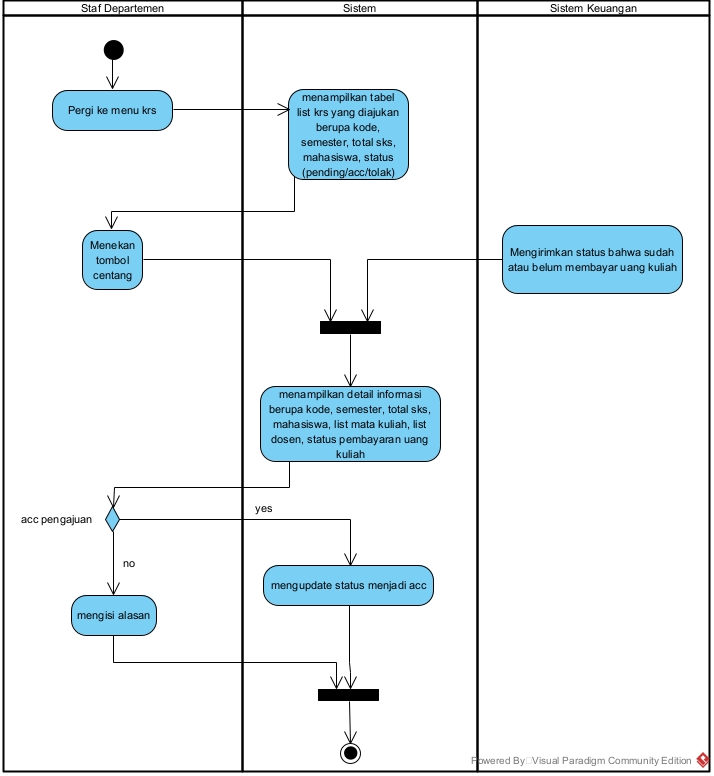 Staf Departemen
Sistem
Sistem Keuangan
Pergi ke menu krs
menampilkan tabel
list krs yang diajukan
berupa kode,
semester, total sks,
mahasiswa, status
(pending/acc/tolak)
Menekan
tombol
centang
Mengirimkan status bahwa sudah
atau belum membayar uang kuliah
menampilkan detail informasi
berupa kode, semester, total sks,
mahasiswa, list mata kuliah, list
dosen, status pembayaran uang
kuliah
acc pengajuan
yes
no
mengupdate status menjadi acc
mengisi alasan
Powered By Visual Paradigm Community Edition